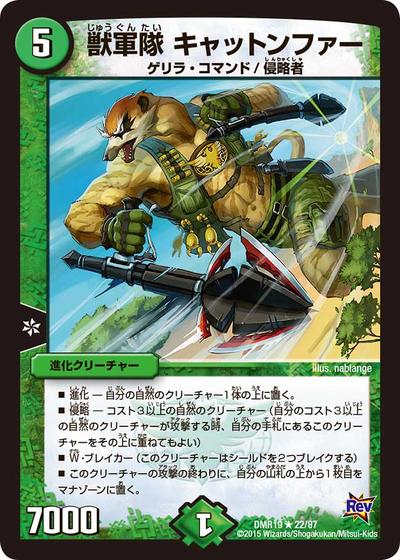 5
じゅうぐんたい
獣軍隊 キャットンファー
しんりゃくしゃ
ゲリラ・コマンド / 侵略者
illus. nablange
進化クリーチャー
■ 進化 — 自分の自然のクリーチャー1体の上に置く。
■ 侵略 — コスト3以上の自然のクリーチャー (自分のコスト3以上
の自然のクリーチャーが攻撃する時、自分の手札にあるこのクリー
チャーをその上に重ねてもよい)
■ W・ブレイカー (このクリーチャーはシールドを2つブレイクする)
■ このクリーチャーの攻撃の終わりに、自分の山札の上から1枚目を
マナゾーンに置く。
7000
1
Rev
DMR19 ★ 22/87
©2015 Wizards/Shogakukan/Mitsui-Kids